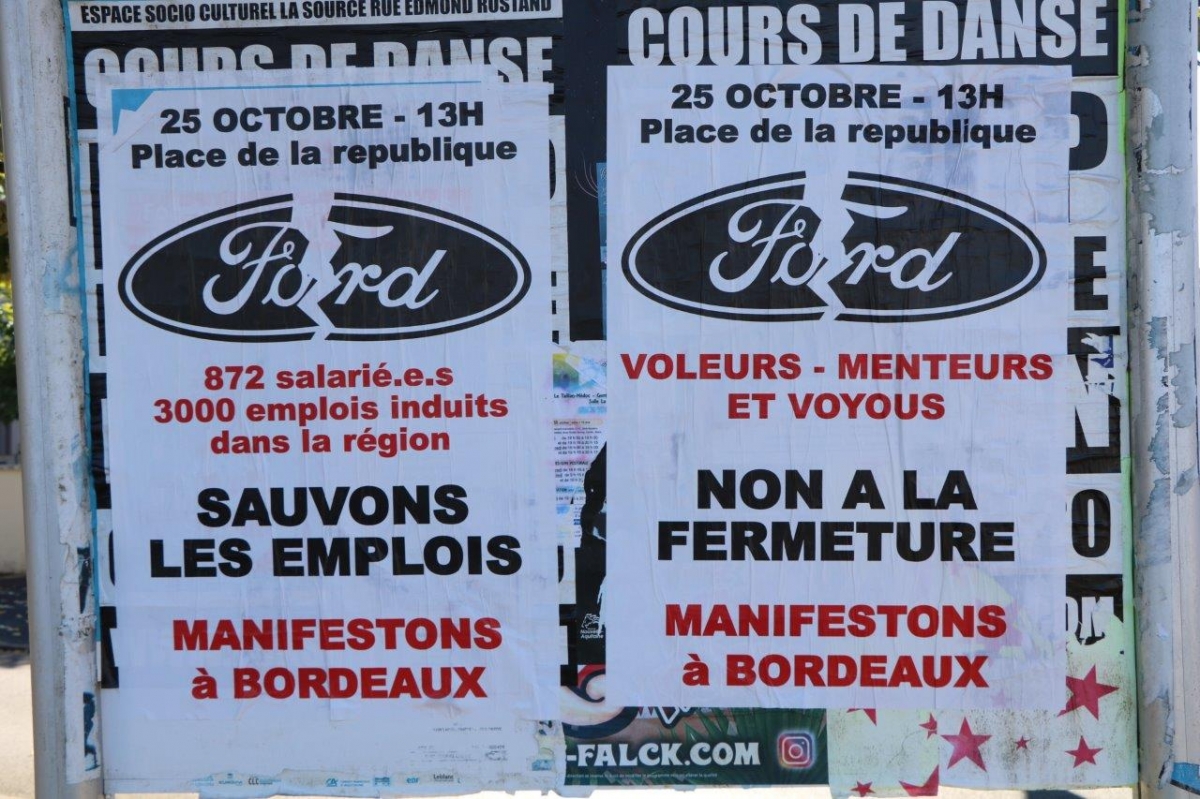 ESPACE SOCIO CULTUREL LA SOURCE RUE EDMOND ROSTAND
COURS DE DANSE
25 OCTOBRE - 13H
Place de la republique
Ford
872 salarié.e.s
3000 emplois induits
dans la région
SAUVONS
LES EMPLOIS
MANIFESTONS
à BORDEAUX
COURS DE DANSE
25 OCTOBRE - 13H
Place de la republique
Ford
VOLEURS - MENTEURS
ET VOYOUS
NON A LA
FERMETURE
MANIFESTONS
à BORDEAUX
-FALCK.COM